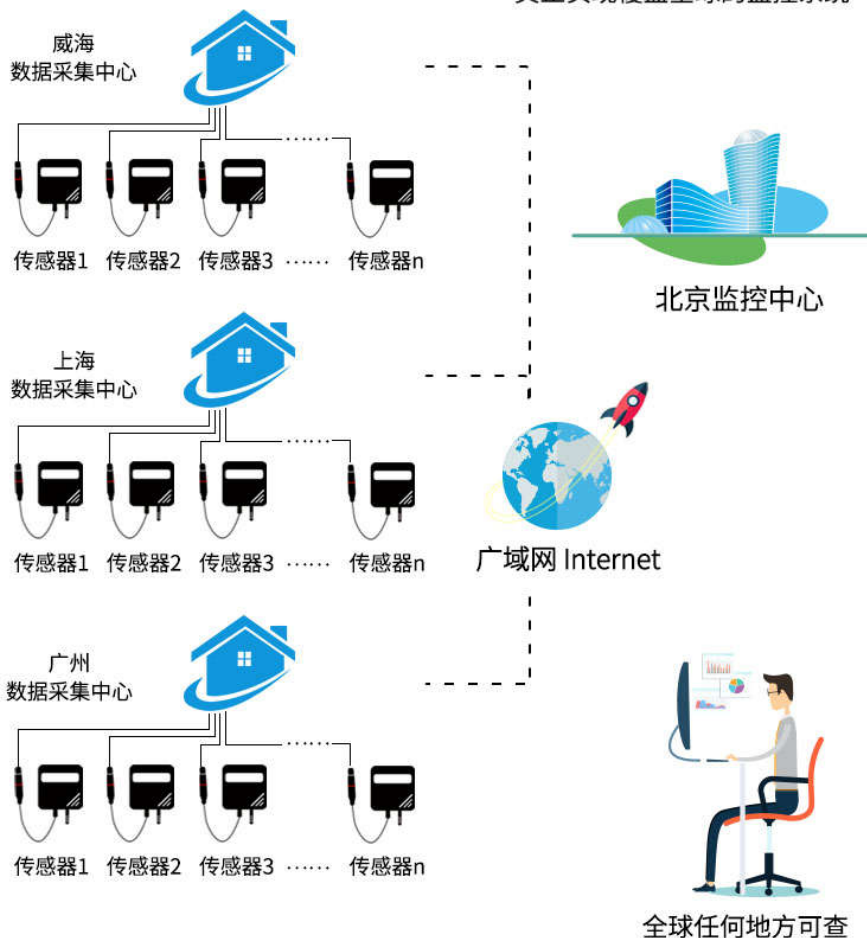 威海
数据采集中心
传感器1 传感器2 传感器3 …… 传感器n
北京监控中心
上海
数据采集中心
传感器1 传感器2 传感器3 …… 传感器n
广域网 Internet
广州
数据采集中心
传感器1 传感器2 传感器3 …… 传感器n
全球任何地方可查